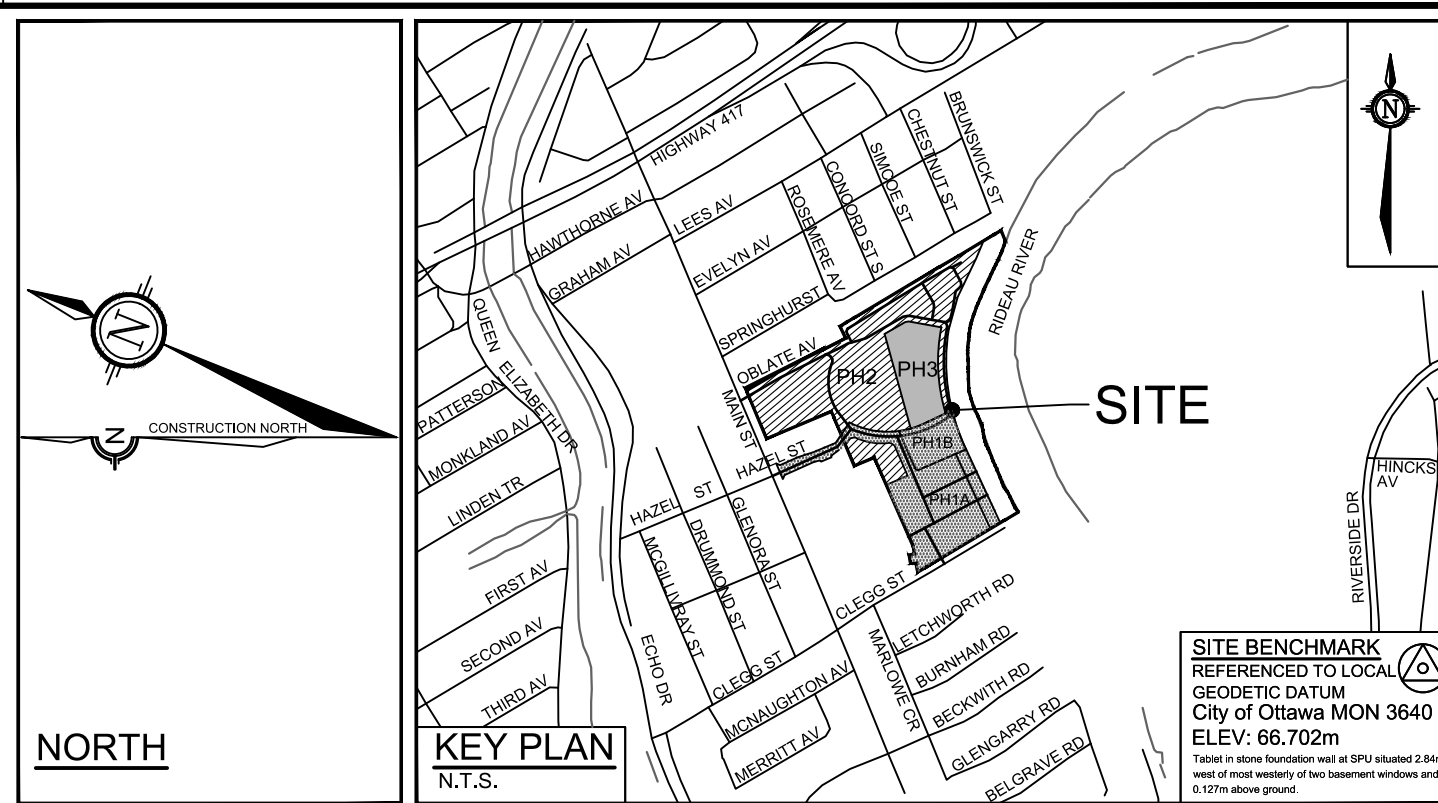 N
CONSTRUCTION NORTH
N
NORTH
HIGHWAY 417
HAWTHORNE AV
GRAHAM AV
LEES AV
EVELYN AV
SPRINGHURST
OBLATE AV
ROSEMERE AV
CONCORD ST S
SIMCOE ST
CHESTNUT ST
BRUNSWICK ST
RIDEAU RIVER
QUEEN ELIZABETH DR
PATTERSON
MONKLAND AV
LINDEN TR
FIRST AV
SECOND AV
THIRD AV
MAIN ST
HAZEL ST
HAZEL ST
GLENORA ST
DRUMMOND ST
MCGILLIVRAY ST
ECHO DR
CLEGG ST
CLEGG ST
MCNAUGHTON AV
MERRITT AV
MARLOWE CR
LETCHWORTH RD
BURNHAM RD
BECKWITH RD
GLENGARRY RD
BELGRAVE RD
PH2
PH3
PH1B
PH1A
SITE
N
HINCKS
AV
RIVERSIDE DR
KEY PLAN
N.T.S.
SITE BENCHMARK
REFERENCED TO LOCAL
GEODETIC DATUM
City of Ottawa MON 3640
ELEV: 66.702m
Tablet in stone foundation wall at SPU situated 2.84m
west of most westerly of two basement windows and
0.127m above ground.